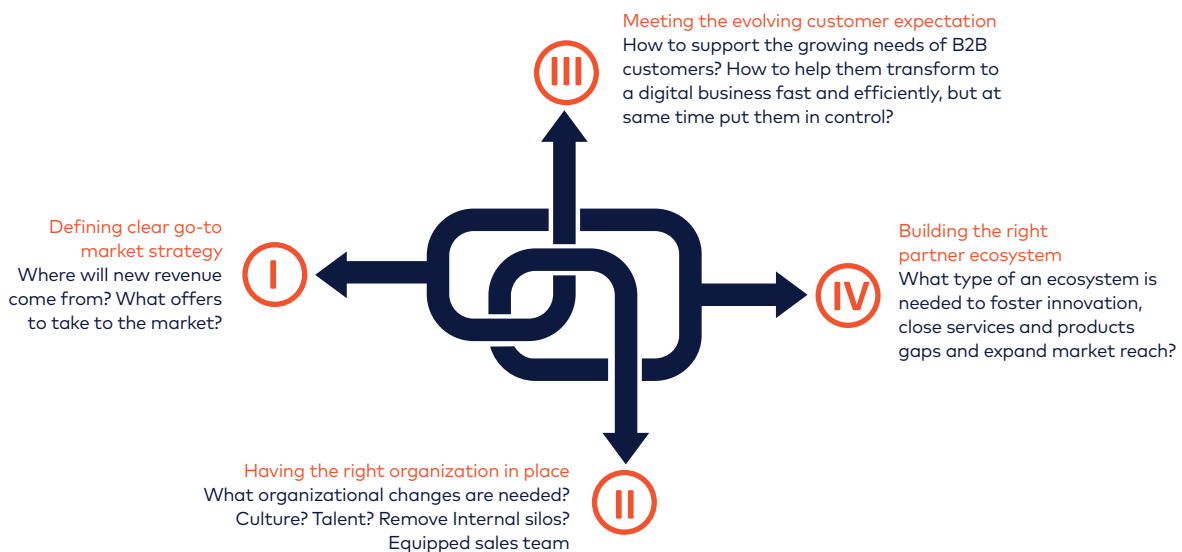 III
Meeting the evolving customer expectation
How to support the growing needs of B2B
customers? How to help them transform to
a digital business fast and efficiently, but at
same time put them in control?
Defining clear go-to
market strategy
Where will new revenue
come from? What offers
to take to the market?
I
IV
Building the right
partner ecosystem
What type of an ecosystem is
needed to foster innovation,
close services and products
gaps and expand market reach?
Having the right organization in place
What organizational changes are needed?
Culture? Talent? Remove Internal silos?
Equipped sales team
II